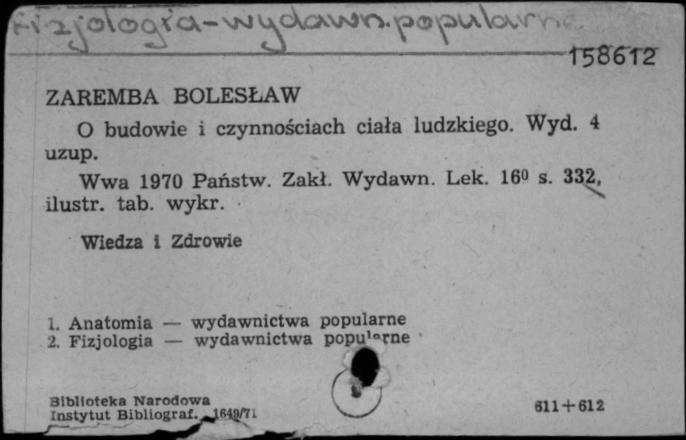 Fizjologia-wydawn. popularne
158612
ZAREMBA BOLESŁAW
O budowie i czynnościach ciała ludzkiego. Wyd. 4
uzup.
Wwa 1970 Państw. Zakł. Wydawn. Lek. 16⁰ s. 332,
ilustr. tab. wykr.
Wiedza i Zdrowie
1. Anatomia — wydawnictwa popularne
2. Fizjologia — wydawnictwa popularne
Biblioteka Narodowa
Instytut Bibliograf. 1649/71
611+612